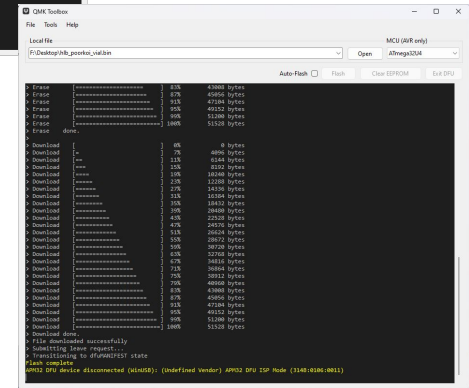 QMK Toolbox
File Tools Help
Local file
MCU (AVR only)
F:\Desktop\hlb_poorkoi_vial.bin
Open
ATmega32U4
Auto-Flash
Flash
Clear EEPROM
Exit DFU
> Erase [===================== ] 83% 43008 bytes
> Erase [====================== ] 87% 45056 bytes
> Erase [======================= ] 91% 47104 bytes
> Erase [======================= ] 95% 49152 bytes
> Erase [======================== ] 99% 51200 bytes
> Erase [=========================] 100% 51528 bytes
> Erase done.
>
> Download [ ] 0% 0 bytes
> Download [= ] 7% 4096 bytes
> Download [== ] 11% 6144 bytes
> Download [=== ] 15% 8192 bytes
> Download [==== ] 19% 10240 bytes
> Download [===== ] 23% 12288 bytes
> Download [====== ] 27% 14336 bytes
> Download [======= ] 31% 16384 bytes
> Download [======== ] 35% 18432 bytes
> Download [========= ] 39% 20480 bytes
> Download [========== ] 43% 22528 bytes
> Download [=========== ] 47% 24576 bytes
> Download [============ ] 51% 26624 bytes
> Download [============= ] 55% 28672 bytes
> Download [============== ] 59% 30720 bytes
> Download [=============== ] 63% 32768 bytes
> Download [================ ] 67% 34816 bytes
> Download [================= ] 71% 36864 bytes
> Download [================== ] 75% 38912 bytes
> Download [=================== ] 79% 40960 bytes
> Download [==================== ] 83% 43008 bytes
> Download [===================== ] 87% 45056 bytes
> Download [====================== ] 91% 47104 bytes
> Download [======================= ] 95% 49152 bytes
> Download [======================== ] 99% 51200 bytes
> Download [=========================] 100% 51528 bytes
> Download done.
> File downloaded successfully
> Submitting leave request...
> Transitioning to dfuMANIFEST state
Flash complete
APM32 DFU device disconnected (WinUSB): (Undefined Vendor) APM32 DFU ISP Mode (314B:0106:0011)